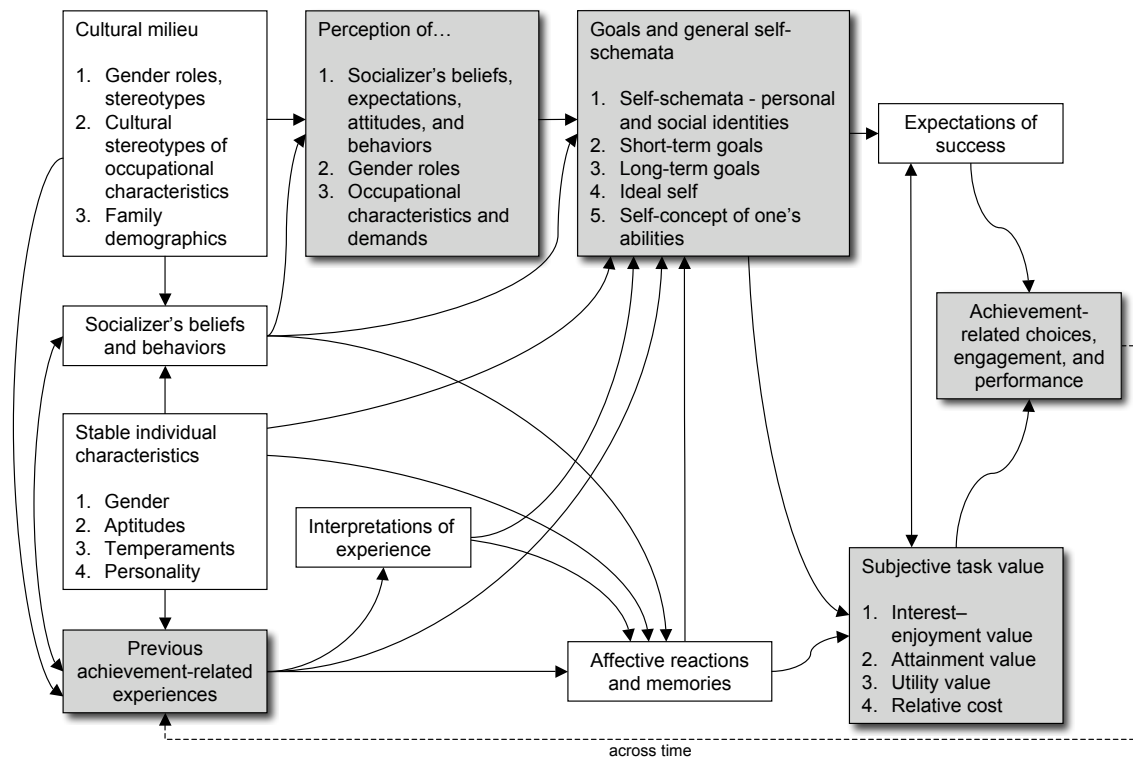 Cultural milieu
1. Gender roles,
stereotypes
2. Cultural
stereotypes of
occupational
characteristics
3. Family
demographics
Perception of…
1. Socializer's beliefs,
expectations,
attitudes, and
behaviors
2. Gender roles
3. Occupational
characteristics and
demands
Goals and general self-
schemata
1. Self-schemata - personal
and social identities
2. Short-term goals
3. Long-term goals
4. Ideal self
5. Self-concept of one's
abilities
Expectations of
success
Socializer's beliefs
and behaviors
Achievement-
related choices,
engagement, and
performance
Stable individual
characteristics
1. Gender
2. Aptitudes
3. Temperaments
4. Personality
Interpretations of
experience
Subjective task value
1. Interest–
enjoyment value
2. Attainment value
3. Utility value
4. Relative cost
Previous
achievement-related
experiences
Affective reactions
and memories
across time